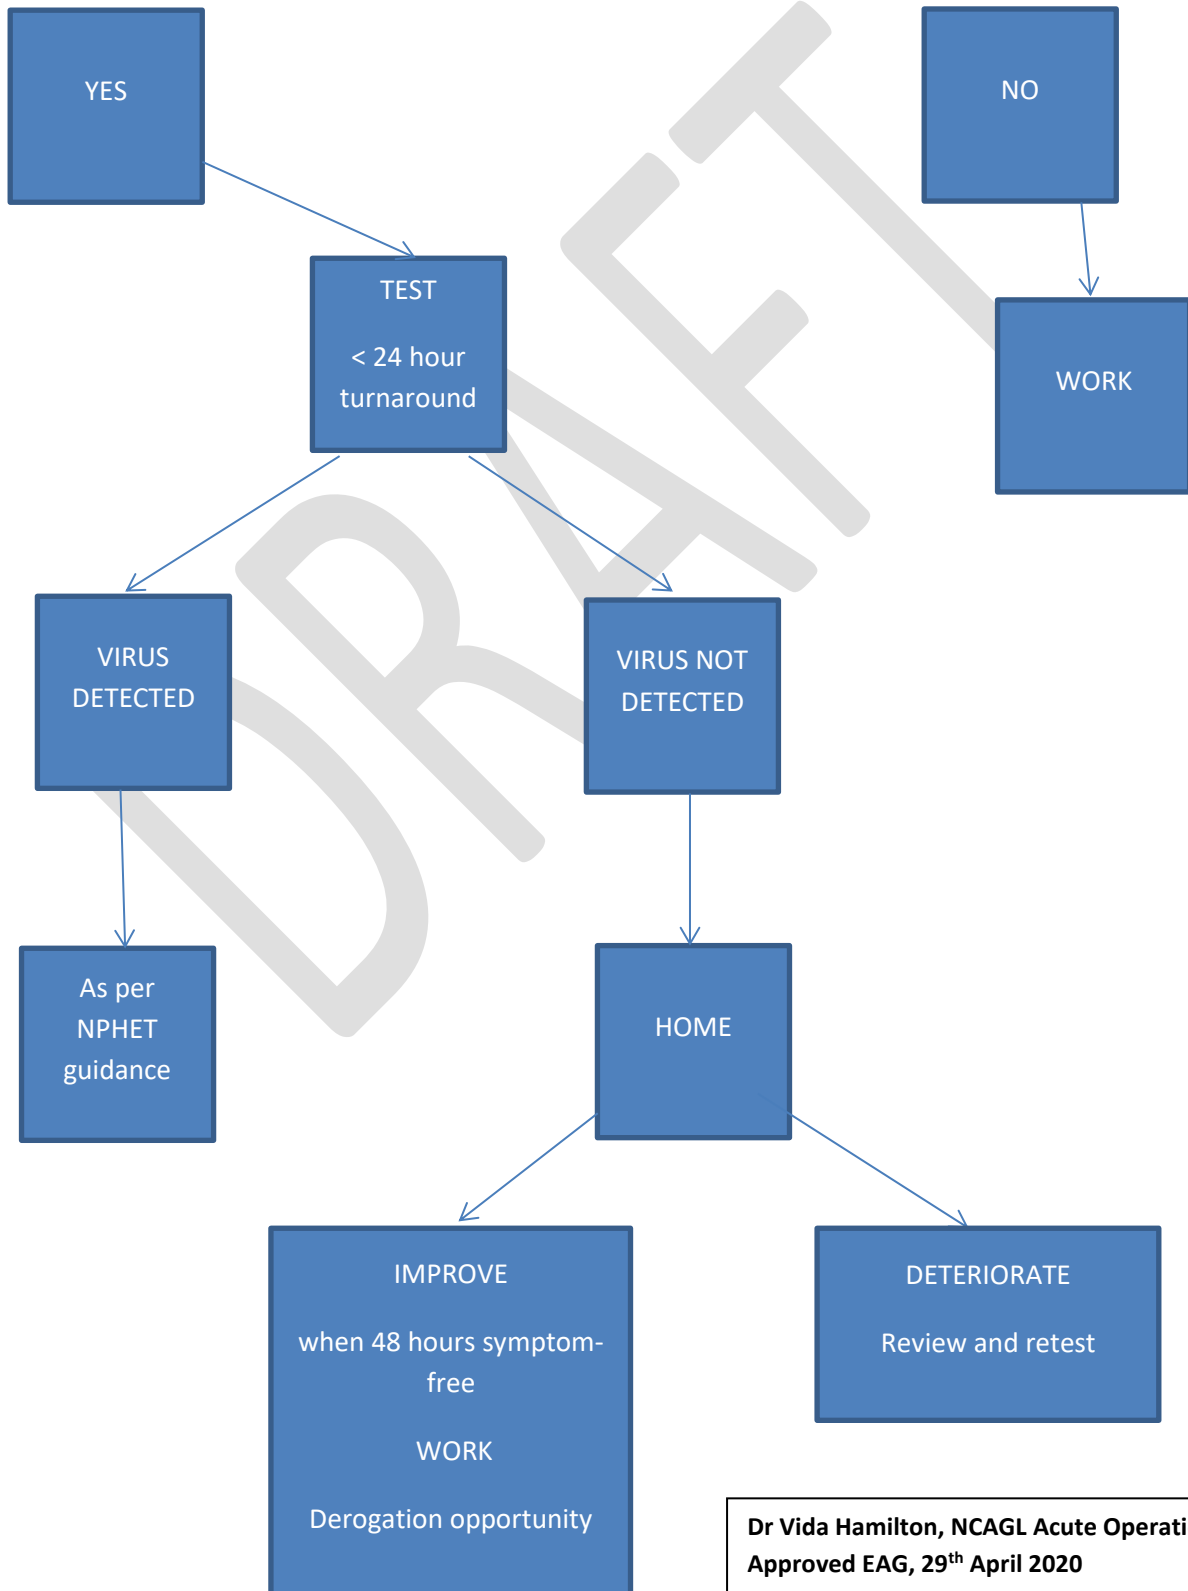 YES
NO
TEST
< 24 hour
turnaround
WORK
VIRUS
DETECTED
VIRUS NOT
DETECTED
As per
NPHET
guidance
HOME
IMPROVE
when 48 hours symptom-
free
WORK
Derogation opportunity
DETERIORATE
Review and retest
Dr Vida Hamilton, NCAGL Acute Operati
Approved EAG, 29th April 2020
DRAFT